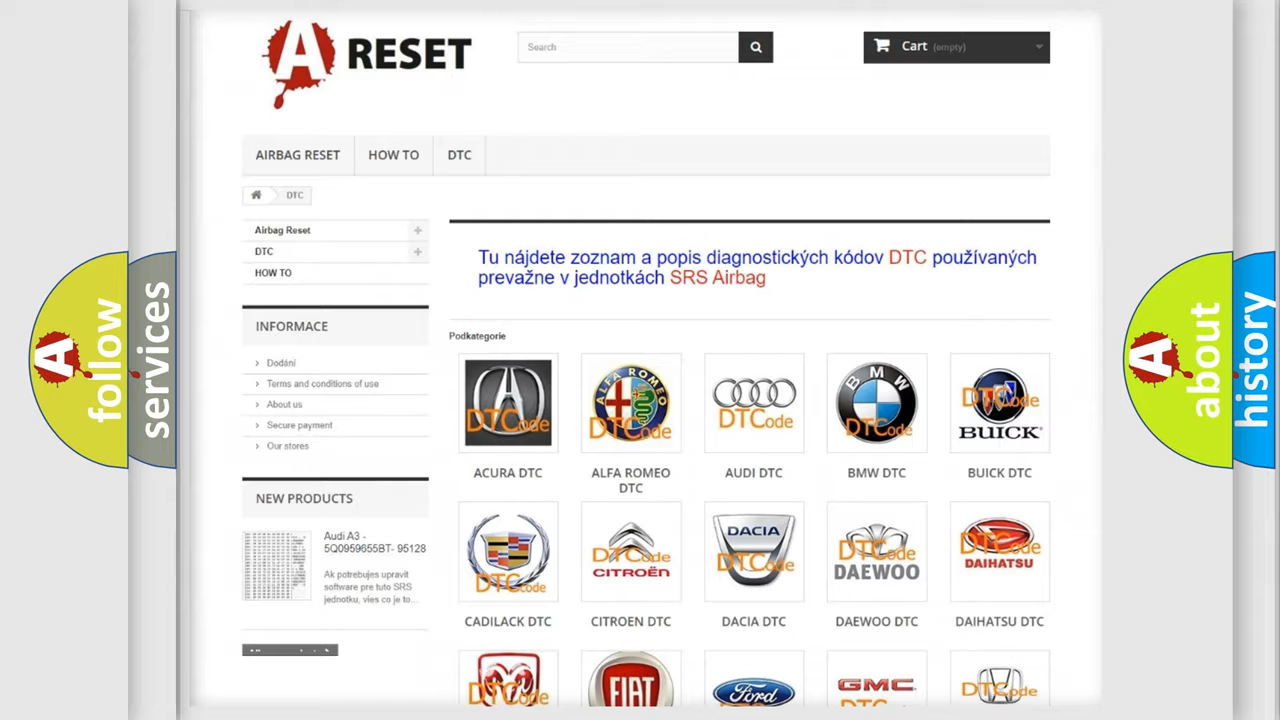 A RESET
Search
Cart (empty)
AIRBAG RESET
HOW TO
DTC
DTC
Airbag Reset
DTC
HOW TO
INFORMACE
Dodání
Terms and conditions of use
About us
Secure payment
Our stores
NEW PRODUCTS
Audi A3 -
5Q0959655BT- 95128
Ak potrebujes upravit
software pre tuto SRS
jednotku, vies co je to...
Tu nájdete zoznam a popis diagnostických kódov DTC používaných
prevažne v jednotkách SRS Airbag
Podkategorie
DTCode
ALFA ROMEO
DTCode
DTCode
BMW
DTCode
DTCode
BUICK
ACURA DTC
ALFA ROMEO
DTC
AUDI DTC
BMW DTC
BUICK DTC
DTCode
DTCode
CITROËN
DACIA
DTCode
DTCode
DAEWOO
DTCode
DAIHATSU
CADILACK DTC
CITROEN DTC
DACIA DTC
DAEWOO DTC
DAIHATSU DTC
DTCode
FIAT
Ford
GMC
DTCode
A follow
services
A about
history